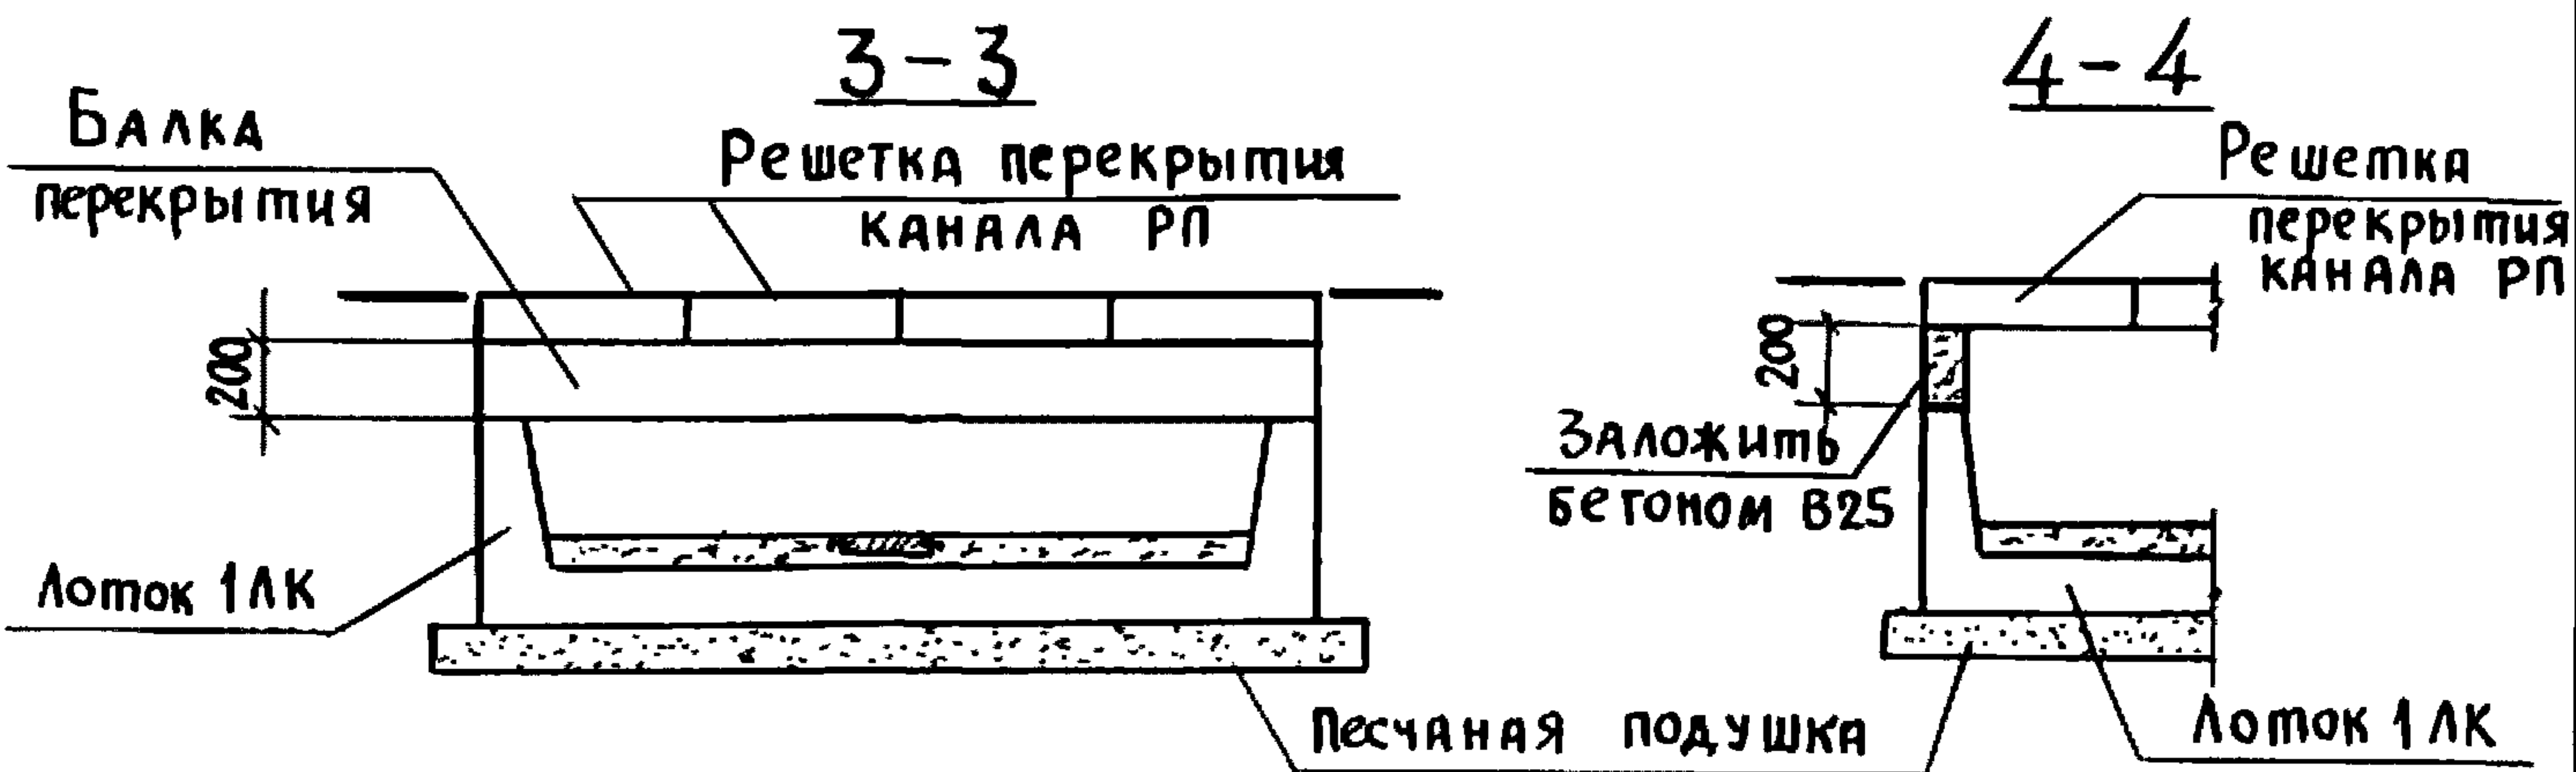 3-3
Балка
перекрытия
Решетка перекрытия
канала РП
200
Лоток 1ЛК
4-4
Решетка
перекрытия
канала РП
200
Заложить
бетоном В25
Песчаная подушка
Лоток 1ЛК